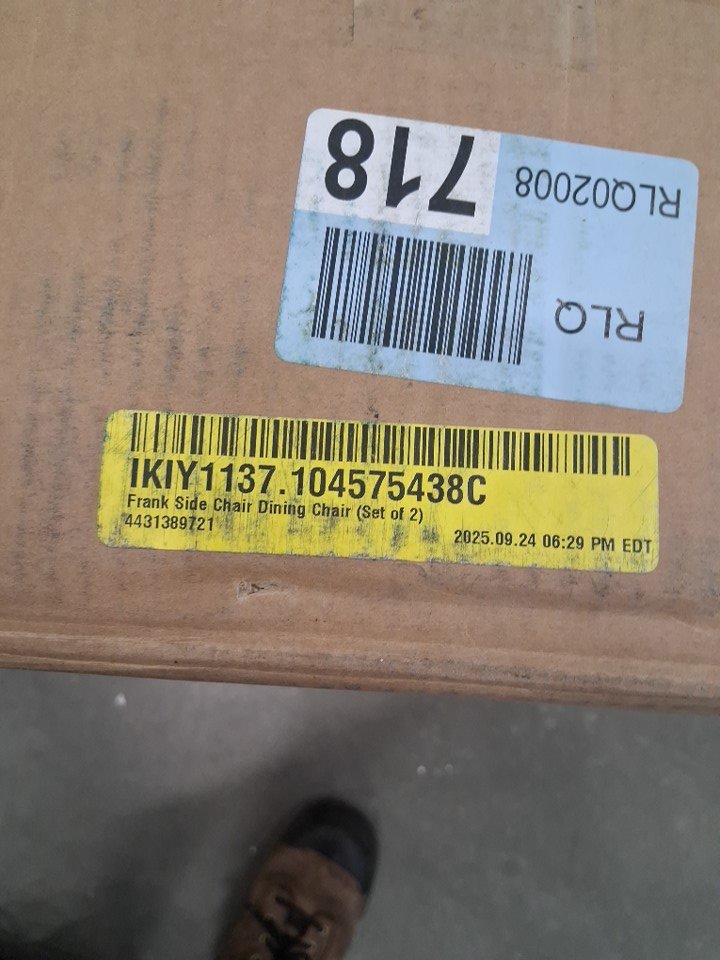 718
RLQ02008
RLQ
IKIY1137.104575438C
Frank Side Chair Dining Chair (Set of 2)
4431389721
2025.09.24 06:29 PM EDT